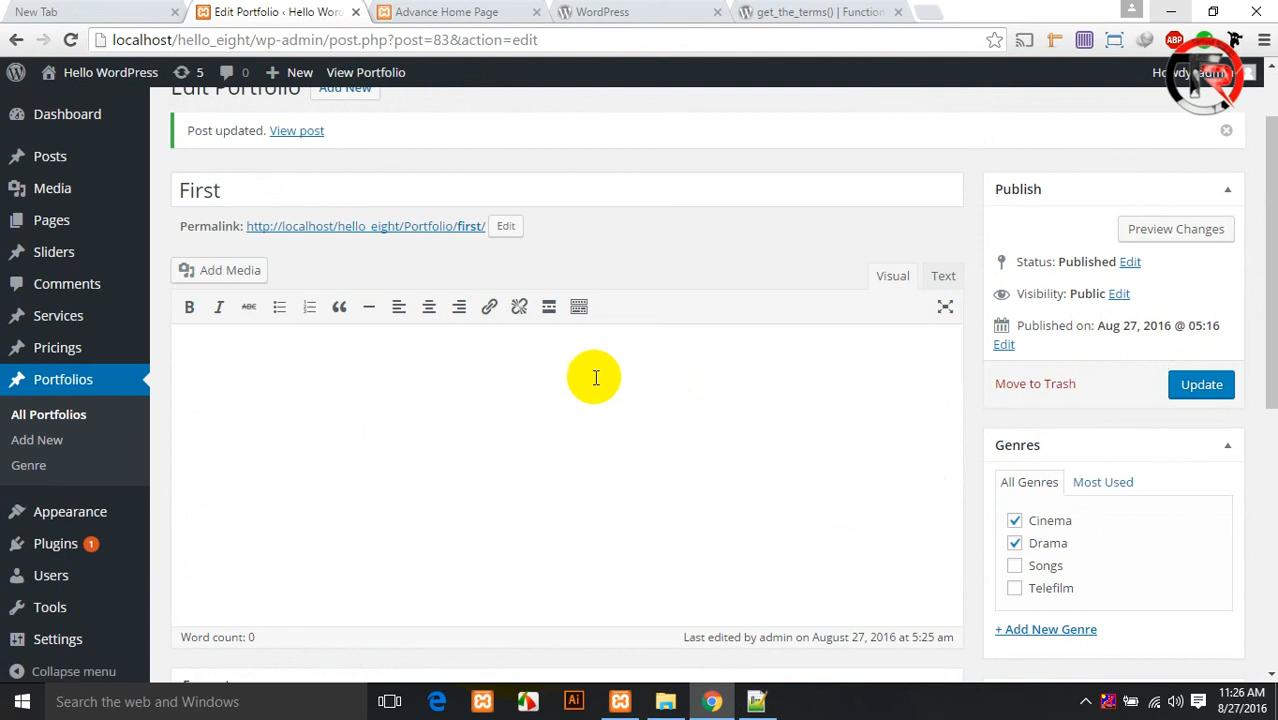 New Tab
Edit Portfolio ‹ Hello Wor
Advance Home Page
WordPress
get_the_terms() | Function
localhost/hello_eight/wp-admin/post.php?post=83&action=edit
ABP
Hello WordPress
5
0
New
View Portfolio
Howdy, admin
Edit Portfolio
Add New
Dashboard
Posts
Media
Pages
Sliders
Comments
Services
Pricings
Portfolios
All Portfolios
Add New
Genre
Appearance
Plugins 1
Users
Tools
Settings
Collapse menu
Post updated. View post
First
Permalink: http://localhost/hello_eight/Portfolio/first/ Edit
Add Media
Visual
Text
B I ABC
Word count: 0
Last edited by admin on August 27, 2016 at 5:25 am
Publish
Preview Changes
Status: Published Edit
Visibility: Public Edit
Published on: Aug 27, 2016 @ 05:16
Edit
Move to Trash
Update
Genres
All Genres
Most Used
Cinema
Drama
Songs
Telefilm
+ Add New Genre
Search the web and Windows
Ai
11:26 AM
8/27/2016